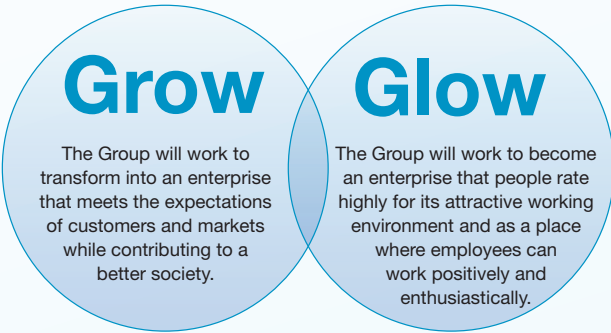 Grow
The Group will work to
transform into an enterprise
that meets the expectations
of customers and markets
while contributing to a
better society.
Glow
The Group will work to become
an enterprise that people rate
highly for its attractive working
environment and as a place
where employees can
work positively and
enthusiastically.